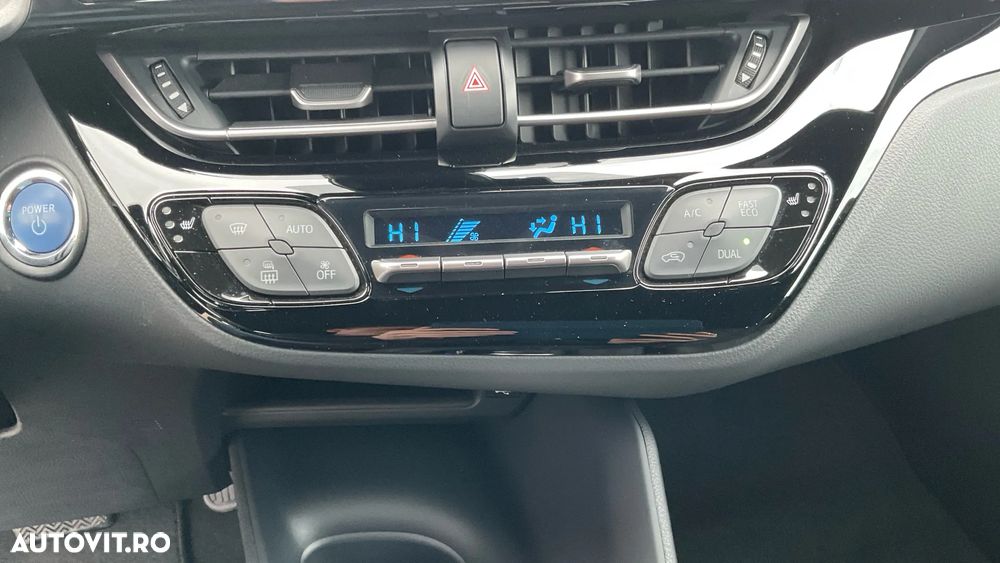 POWER
AUTO
OFF
HI
HI
A/C
FAST
ECO
DUAL
AUTOVIT.RO